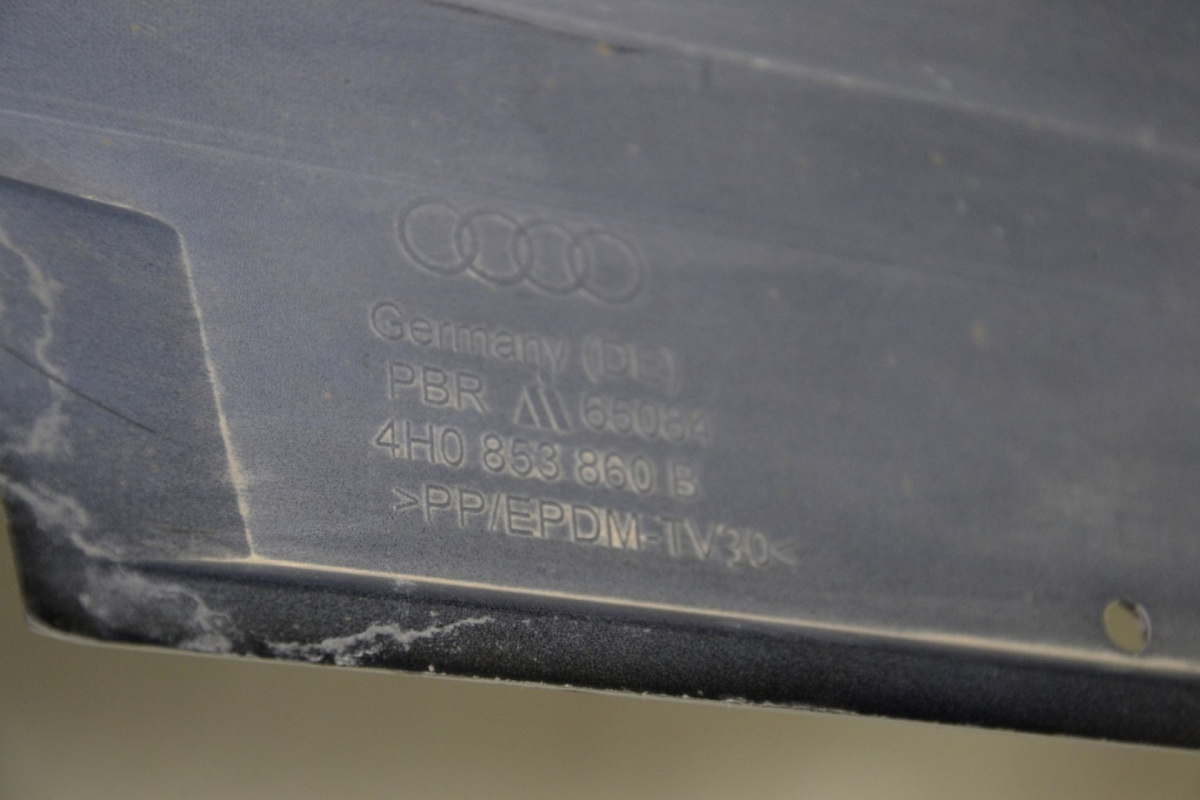 Germany (DE)
PBR 65084
4H0 853 860 B
>PP/EPDM-TV30<